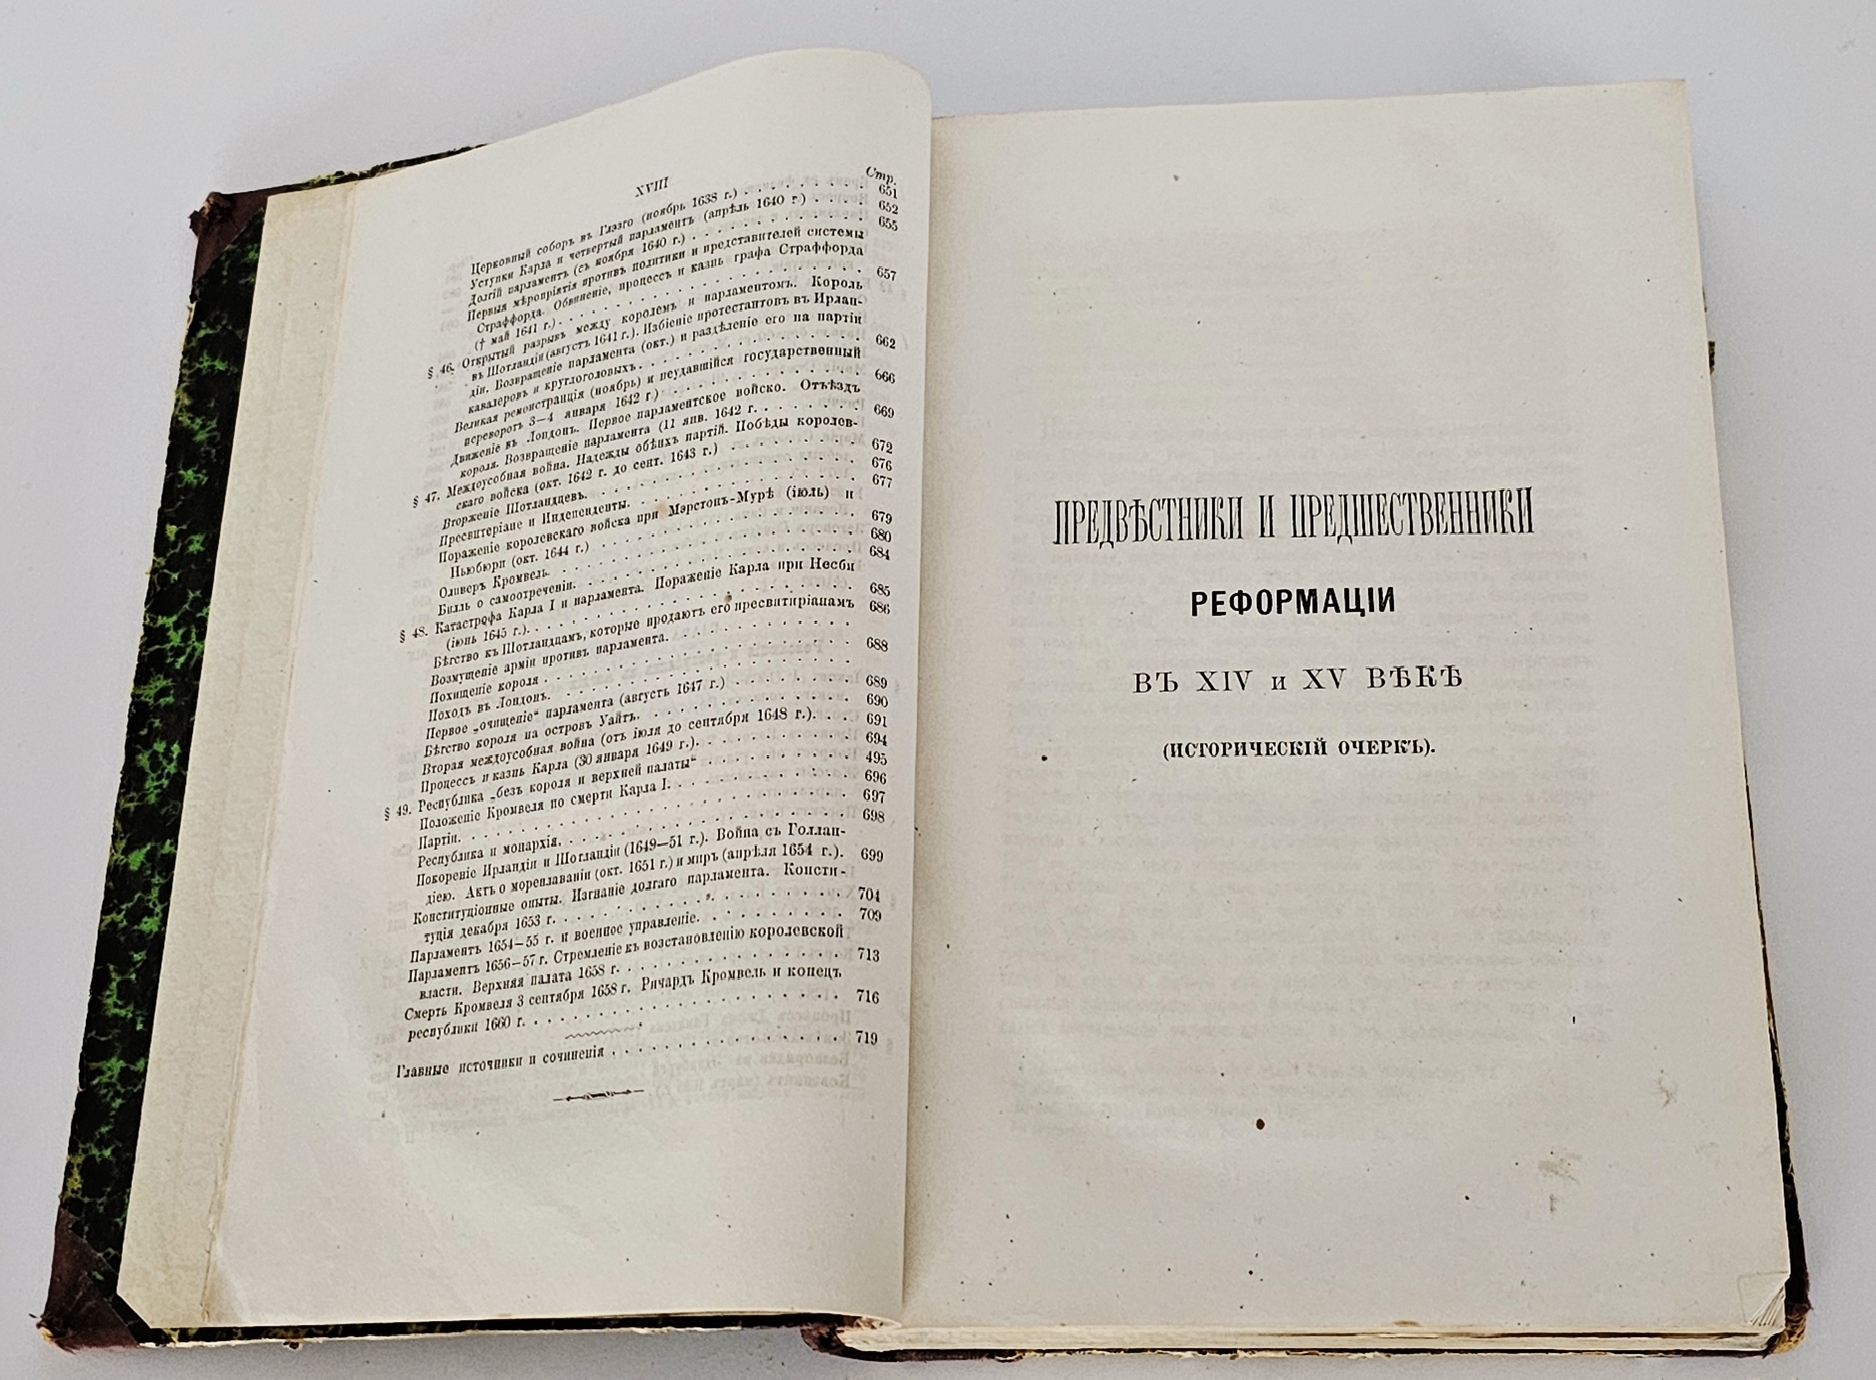 XVIII
Стр.
Церковный соборъ въ Глэзго (ноябрь 1638 г.) . . . . . . . . . 651
Уступки Карла и четвертый парламентъ (апрѣль 1640 г.) . . . . 652
Долгій парламентъ (съ ноября 1640 г.) . . . . . . . . . . 655
Первыя мѣропріятія противъ политики и представителей системы
Страффорда. Обвиненіе, процессъ и казнь графа Страффорда
(† май 1641 г.) . . . . . . . . . . . . . . . 657
§ 46. Открытый разрывъ между королемъ и парламентомъ. Король
въ Шотландіи (августъ 1641 г.). Избіеніе протестантовъ въ Ирлан-
діи. Возвращеніе парламента (окт.) и раздѣленіе его на партіи
кавалеровъ и круглоголовыхъ . . . . . . . . . . . . 662
Великая ремонстранція (ноябрь) и неудавшійся государственный
переворотъ 3—4 января 1642 г.) . . . . . . . . . . . 666
Движеніе въ Лондонѣ. Первое парламентское войско. Отъѣздъ
короля. Возвращеніе парламента (11 янв. 1642 г. . . . . . . 669
§ 47. Междоусобная война. Надежды обѣихъ партій. Побѣды королев-
скаго войска (окт. 1642 г. до сент. 1643 г.) . . . . . . . 672
Вторженіе Шотландцевъ. . . . . . . . . . . . . . 676
Пресвитеріане и Индепенденты. . . . . . . . . . . . 677
Пораженіе королевскаго войска при Мэрстонъ-Мурѣ (іюль) и
Ньюбюри (окт. 1644 г.) . . . . . . . . . . . . . 679
Оливеръ Кромвель. . . . . . . . . . . . . . . 680
Билль о самоотреченіи. . . . . . . . . . . . . . 684
§ 48. Катастрофа Карла I и парламента. Пораженіе Карла при Несби
(іюнь 1645 г.). . . . . . . . . . . . . . . . 685
Бѣгство къ Шотландцамъ, которые продаютъ его пресвитиріанамъ 686
Возмущеніе арміи противъ парламента. . . . . . . . . .
Похищеніе короля . . . . . . . . . . . . . . . 688
Походъ въ Лондонъ. . . . . . . . . . . . . . .
Первое „очищеніе“ парламента (августъ 1647 г.) . . . . . . 689
Бѣгство короля на островъ Уайтъ. . . . . . . . . . . 690
Вторая междоусобная война (отъ іюля до сентября 1648 г.). . . 691
Процессъ и казнь Карла (30 января 1649 г.). . . . . . . . 694
§ 49. Республика „безъ короля и верхней палаты“ . . . . . . . 495
Положеніе Кромвеля по смерти Карла I. . . . . . . . . . 696
Партіи. . . . . . . . . . . . . . . . . . 697
Республика и монархія. . . . . . . . . . . . . . 698
Покореніе Ирландіи и Шотландіи (1649—51 г.). Война съ Голлан-
діею. Актъ о мореплаваніи (окт. 1651 г.) и миръ (апрѣля 1654 г.). 699
Конституціонные опыты. Изгнаніе долгаго парламента. Консти-
туція декабря 1653 г. . . . . . . . . . . . . . 704
Парламентъ 1654—55 г. и военное управленіе. . . . . . . . 709
Парламентъ 1656—57 г. Стремленіе къ возстановленію королевской
власти. Верхняя палата 1658 г. . . . . . . . . . . . 713
Смерть Кромвеля 3 сентября 1658 г. Ричардъ Кромвель и конецъ
республики 1660 г. . . . . . . . . . . . . . . 716
Главные источники и сочиненія . . . . . . . . . . . . 719
ПРЕДВѢСТНИКИ И ПРЕДШЕСТВЕННИКИ
РЕФОРМАЦІИ
ВЪ XIV и XV ВѢКѢ
(ИСТОРИЧЕСКІЙ ОЧЕРКЪ).